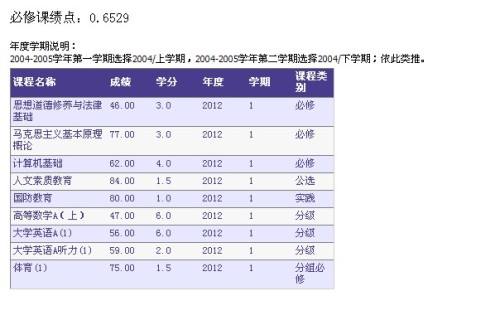 必修课绩点：0.6529
年度学期说明：
2004-2005学年第一学期选择2004/上学期，2004-2005学年第二学期选择2004/下学期；依此类推。
课程名称 成绩 学分 年度 学期 课程类别
思想道德修养与法律基础 46.00 3.0 2012 1 必修
马克思主义基本原理概论 77.00 3.0 2012 1 必修
计算机基础 62.00 4.0 2012 1 必修
人文素质教育 84.00 1.5 2012 1 公选
国防教育 80.00 1.0 2012 1 实践
高等数学A（上） 47.00 6.0 2012 1 分级
大学英语A(1) 56.00 6.0 2012 1 分级
大学英语A听力(1) 59.00 2.0 2012 1 分级
体育(1) 75.00 1.5 2012 1 分组必修